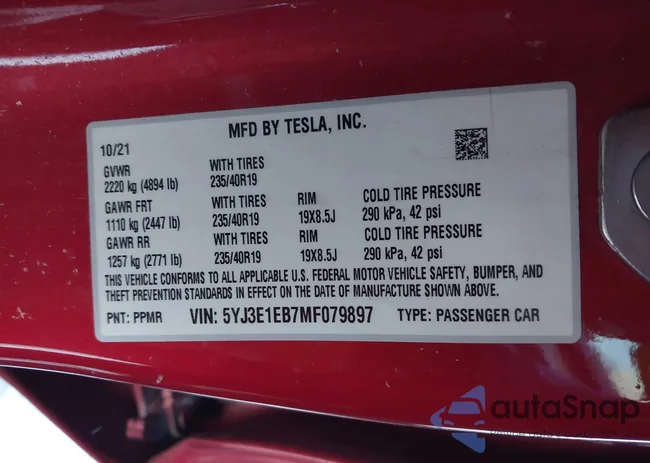 MFD BY TESLA, INC.
10/21
GVWR WITH TIRES
2220 kg (4894 lb) 235/40R19
GAWR FRT WITH TIRES RIM COLD TIRE PRESSURE
1110 kg (2447 lb) 235/40R19 19X8.5J 290 kPa, 42 psi
GAWR RR WITH TIRES RIM COLD TIRE PRESSURE
1257 kg (2771 lb) 235/40R19 19X8.5J 290 kPa, 42 psi
THIS VEHICLE CONFORMS TO ALL APPLICABLE U.S. FEDERAL MOTOR VEHICLE SAFETY, BUMPER, AND
THEFT PREVENTION STANDARDS IN EFFECT ON THE DATE OF MANUFACTURE SHOWN ABOVE.
PNT: PPMR VIN: 5YJ3E1EB7MF079897 TYPE: PASSENGER CAR
autaSnap